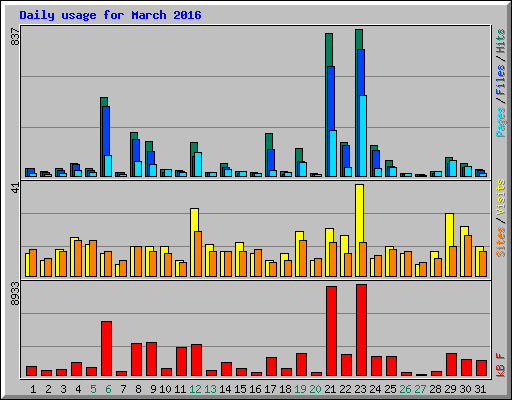 Daily usage for March 2016
837
Pages / Files / Hits
41
Sites / Visits
8933
kB F
1 2 3 4 5 6 7 8 9 10 11 12 13 14 15 16 17 18 19 20 21 22 23 24 25 26 27 28 29 30 31